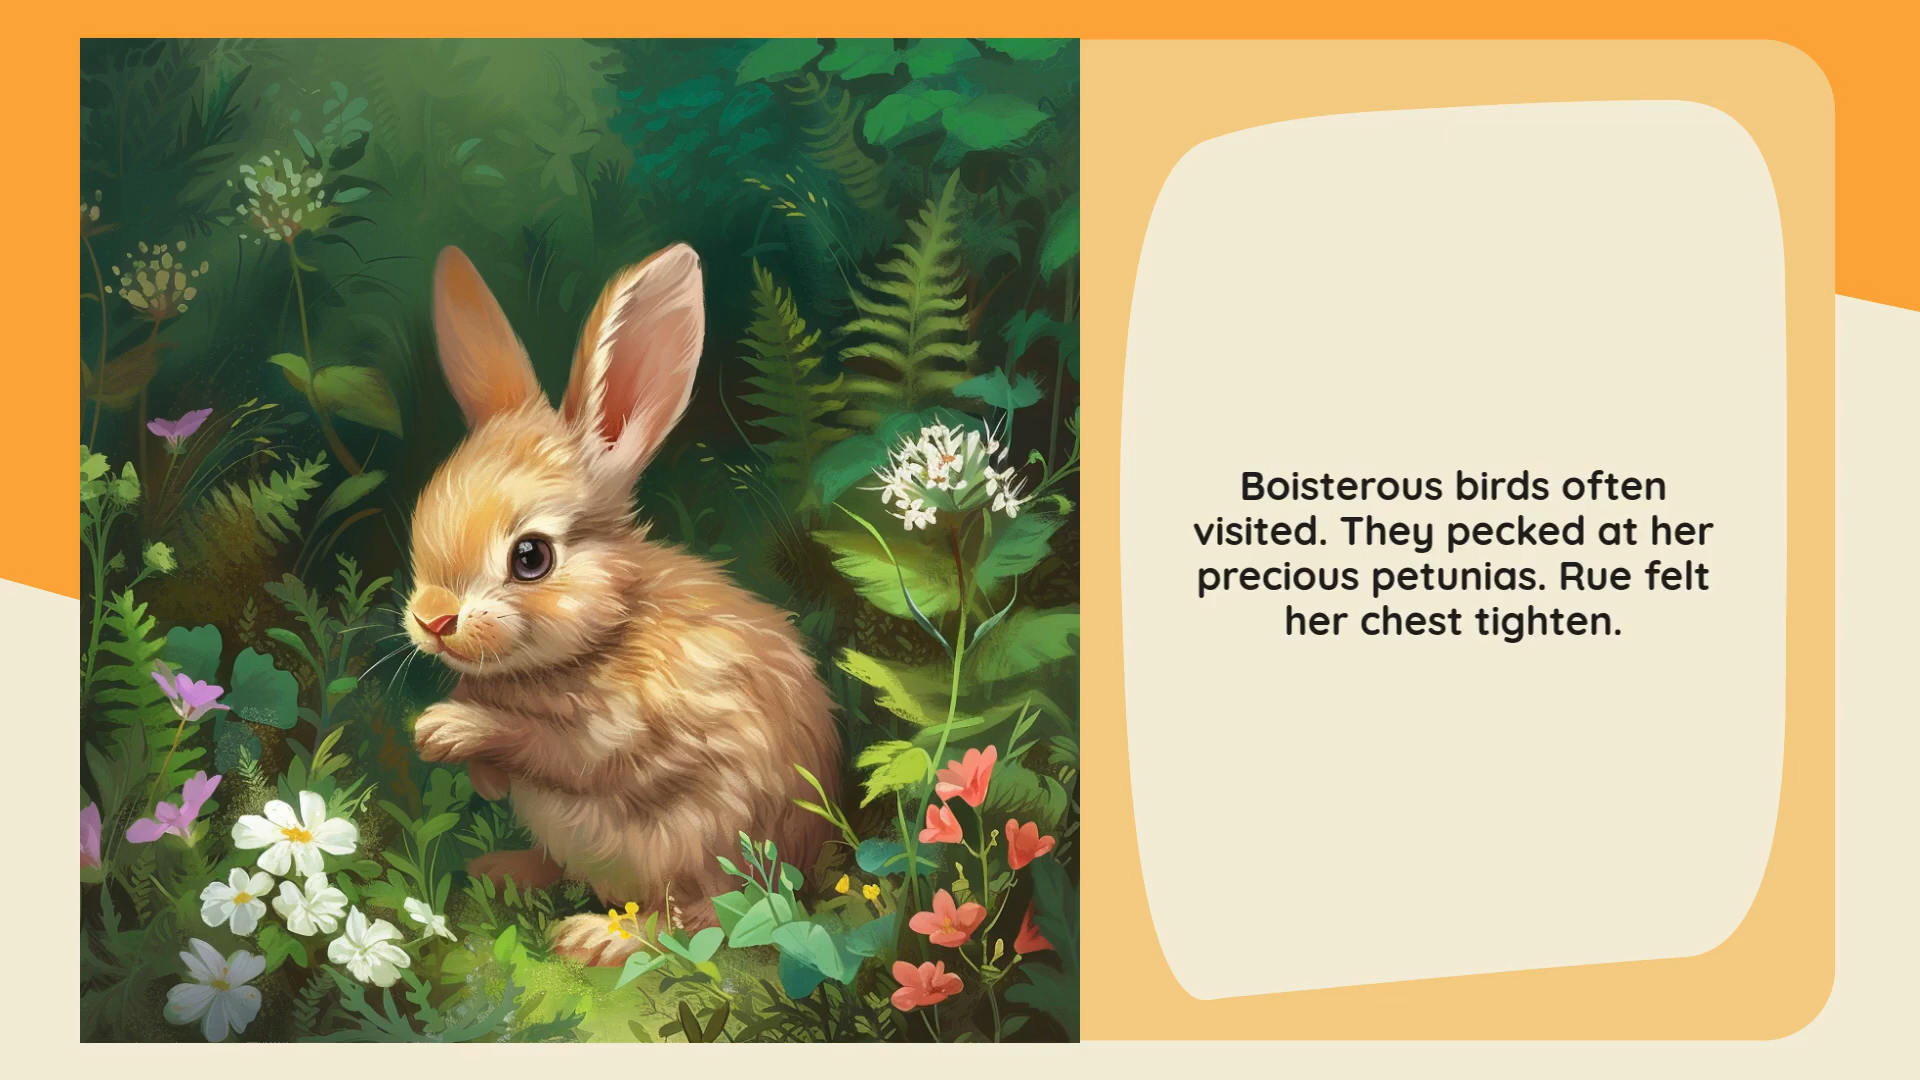 Boisterous birds often
visited. They pecked at her
precious petunias. Rue felt
her chest tighten.